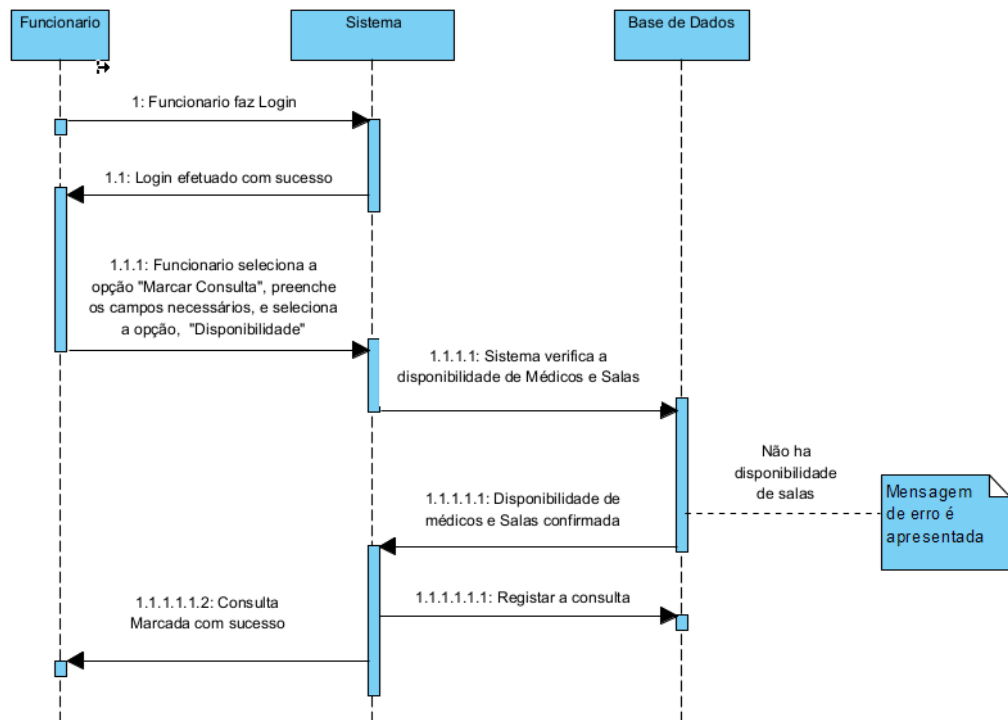 Funcionario
Sistema
Base de Dados
1: Funcionario faz Login
1.1: Login efetuado com sucesso
1.1.1: Funcionario seleciona a
opção "Marcar Consulta", preenche
os campos necessários, e seleciona
a opção, "Disponibilidade"
1.1.1.1: Sistema verifica a
disponibilidade de Médicos e Salas
Não ha
disponibilidade
de salas
Mensagem
de erro é
apresentada
1.1.1.1.1: Disponibilidade de
médicos e Salas confirmada
1.1.1.1.1.1: Registar a consulta
1.1.1.1.1.2: Consulta
Marcada com sucesso